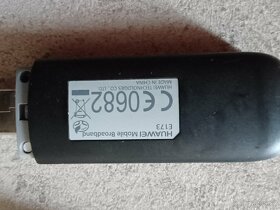 HUAWEI Mobile Broadband
E173
CE0682
HUAWEI TECHNOLOGIES CO., LTD
MADE IN CHINA